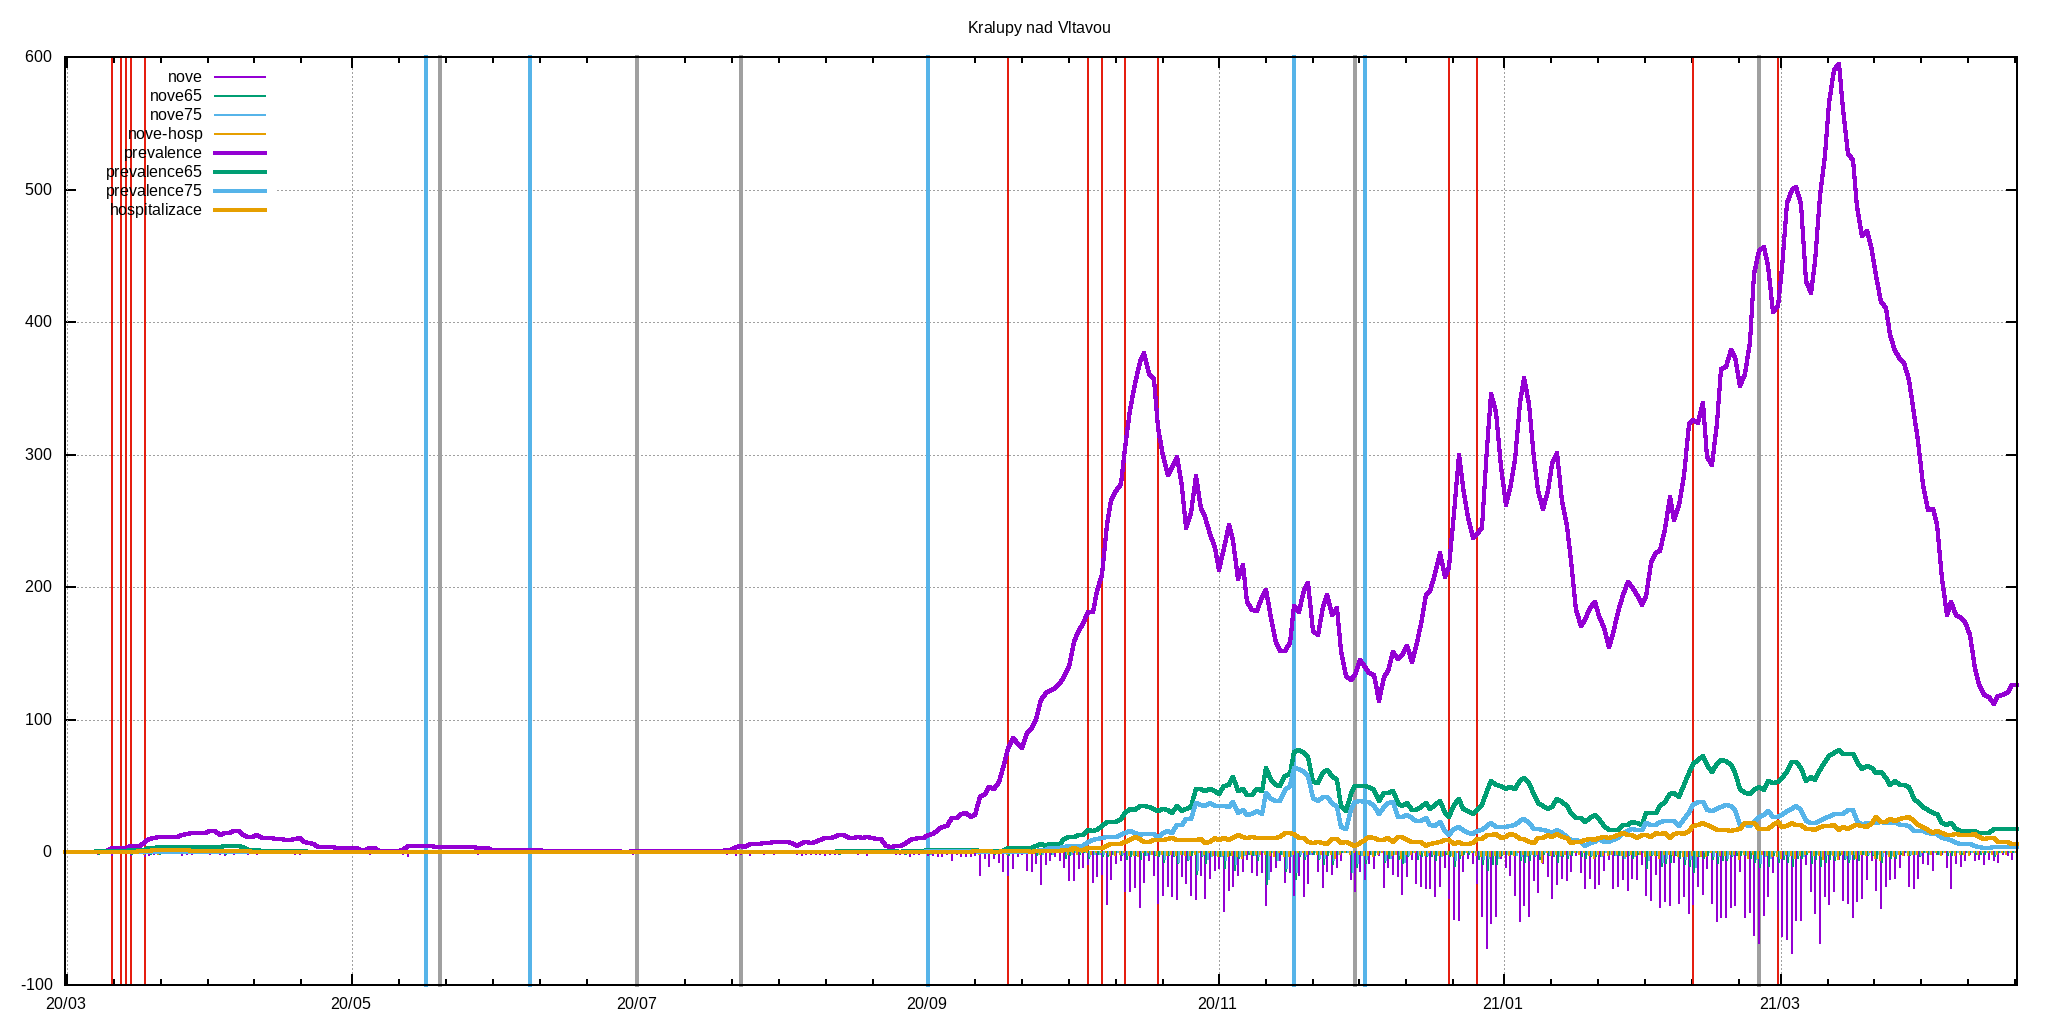 Kralupy nad Vltavou
600
500
400
300
200
100
0
-100
nove
nove65
nove75
nove-hosp
prevalence
prevalence65
prevalence75
hospitalizace
20/03 20/05 20/07 20/09 20/11 21/01 21/03